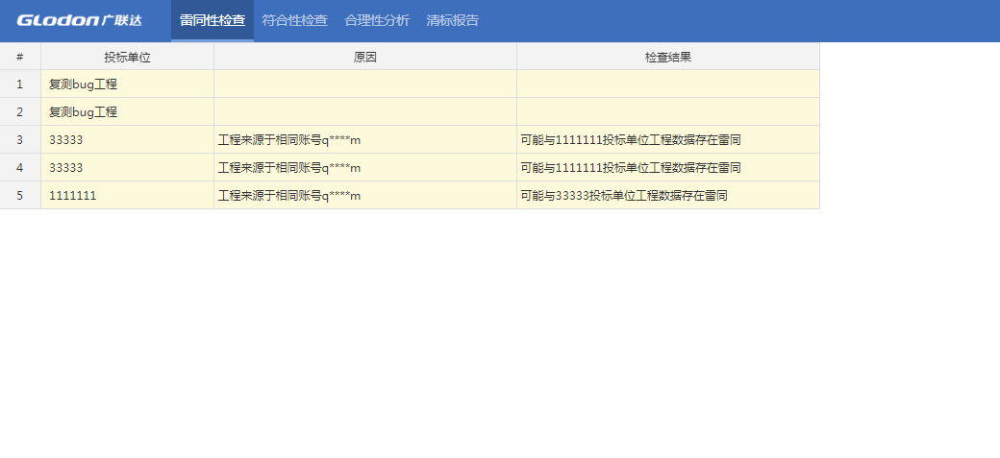 GLodon广联达 雷同性检查 符合性检查 合理性分析 清标报告
# 投标单位 原因 检查结果
1 复测bug工程
2 复测bug工程
3 33333 工程来源于相同账号q****m 可能与1111111投标单位工程数据存在雷同
4 33333 工程来源于相同账号q****m 可能与1111111投标单位工程数据存在雷同
5 1111111 工程来源于相同账号q****m 可能与33333投标单位工程数据存在雷同